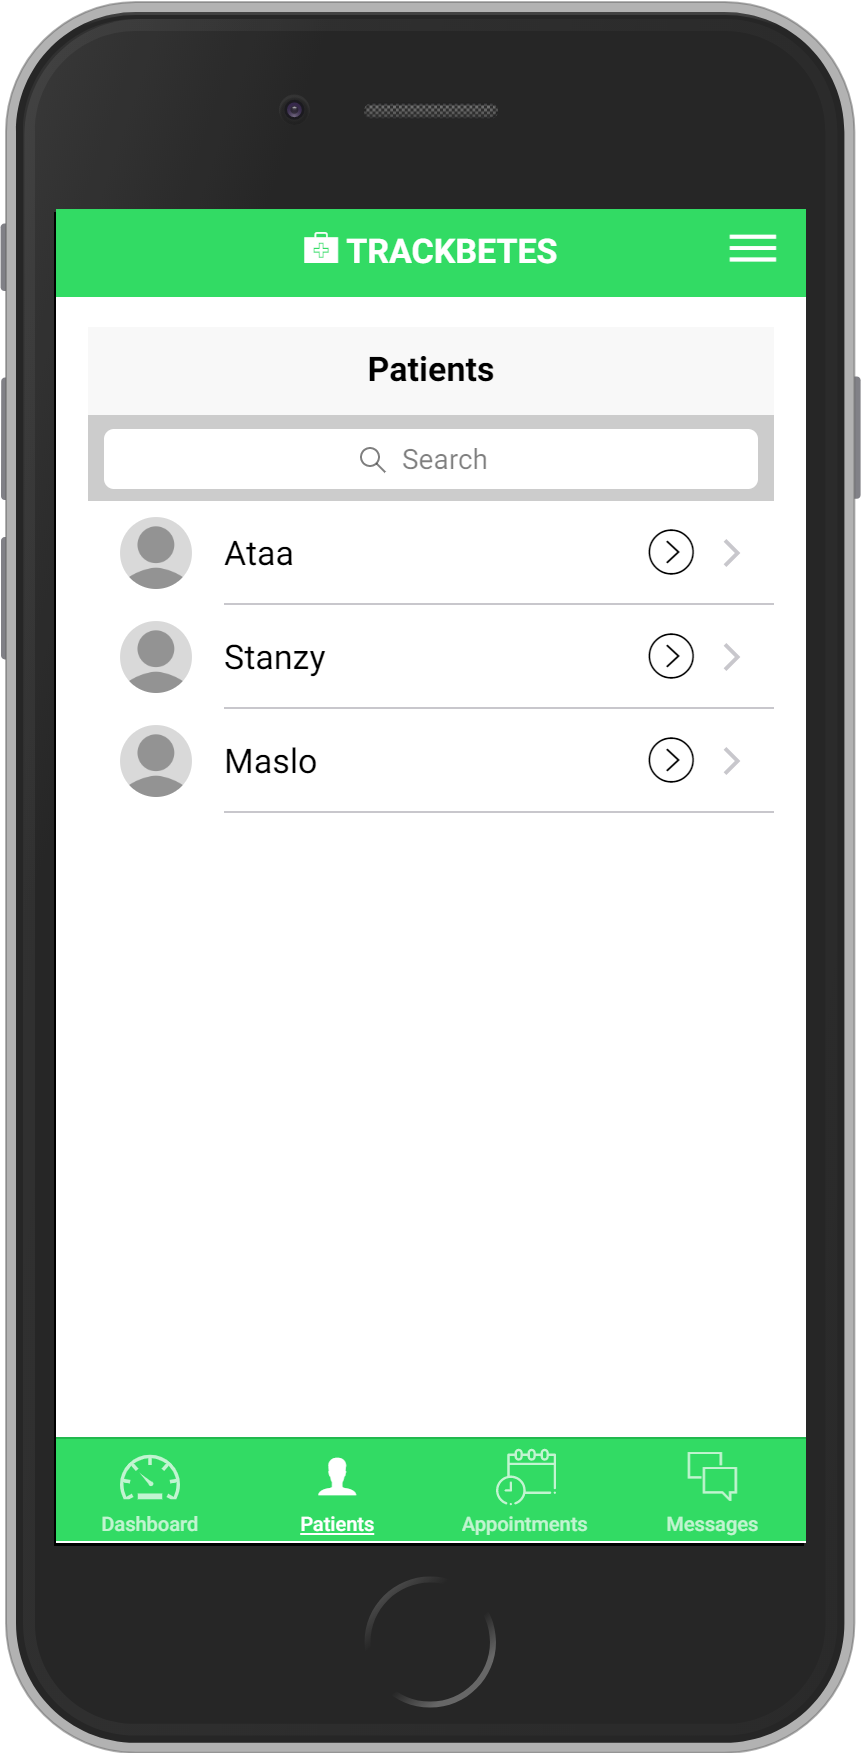 TRACKBETES
Patients
Search
Ataa
Stanzy
Maslo
Dashboard
Patients
Appointments
Messages